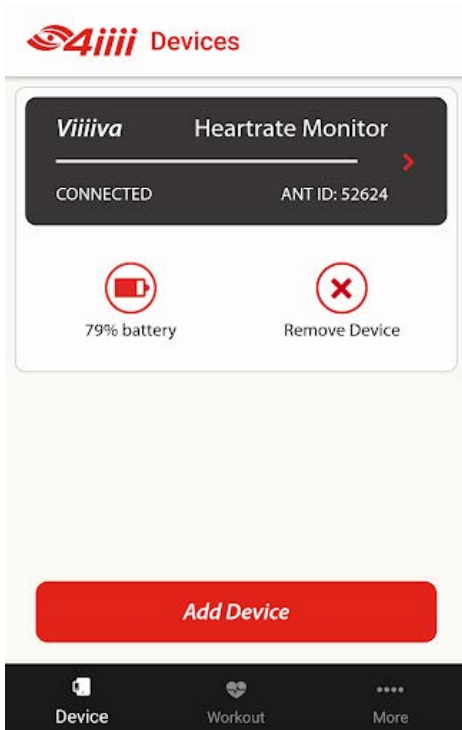 4iiii Devices
Viiiiva Heartrate Monitor
CONNECTED ANT ID: 52624
79% battery Remove Device
Add Device
Device Workout More